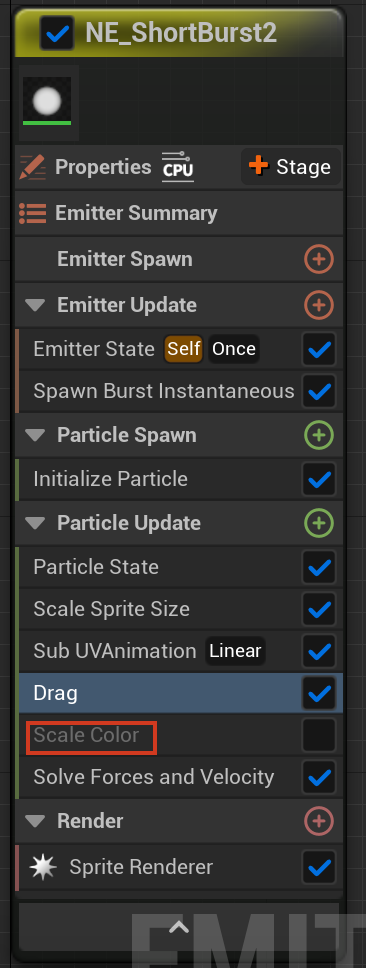 NE_ShortBurst2
Properties CPU Stage
Emitter Summary
Emitter Spawn
Emitter Update
Emitter State Self Once
Spawn Burst Instantaneous
Particle Spawn
Initialize Particle
Particle Update
Particle State
Scale Sprite Size
Sub UVAnimation Linear
Drag
Scale Color
Solve Forces and Velocity
Render
Sprite Renderer
EMIT